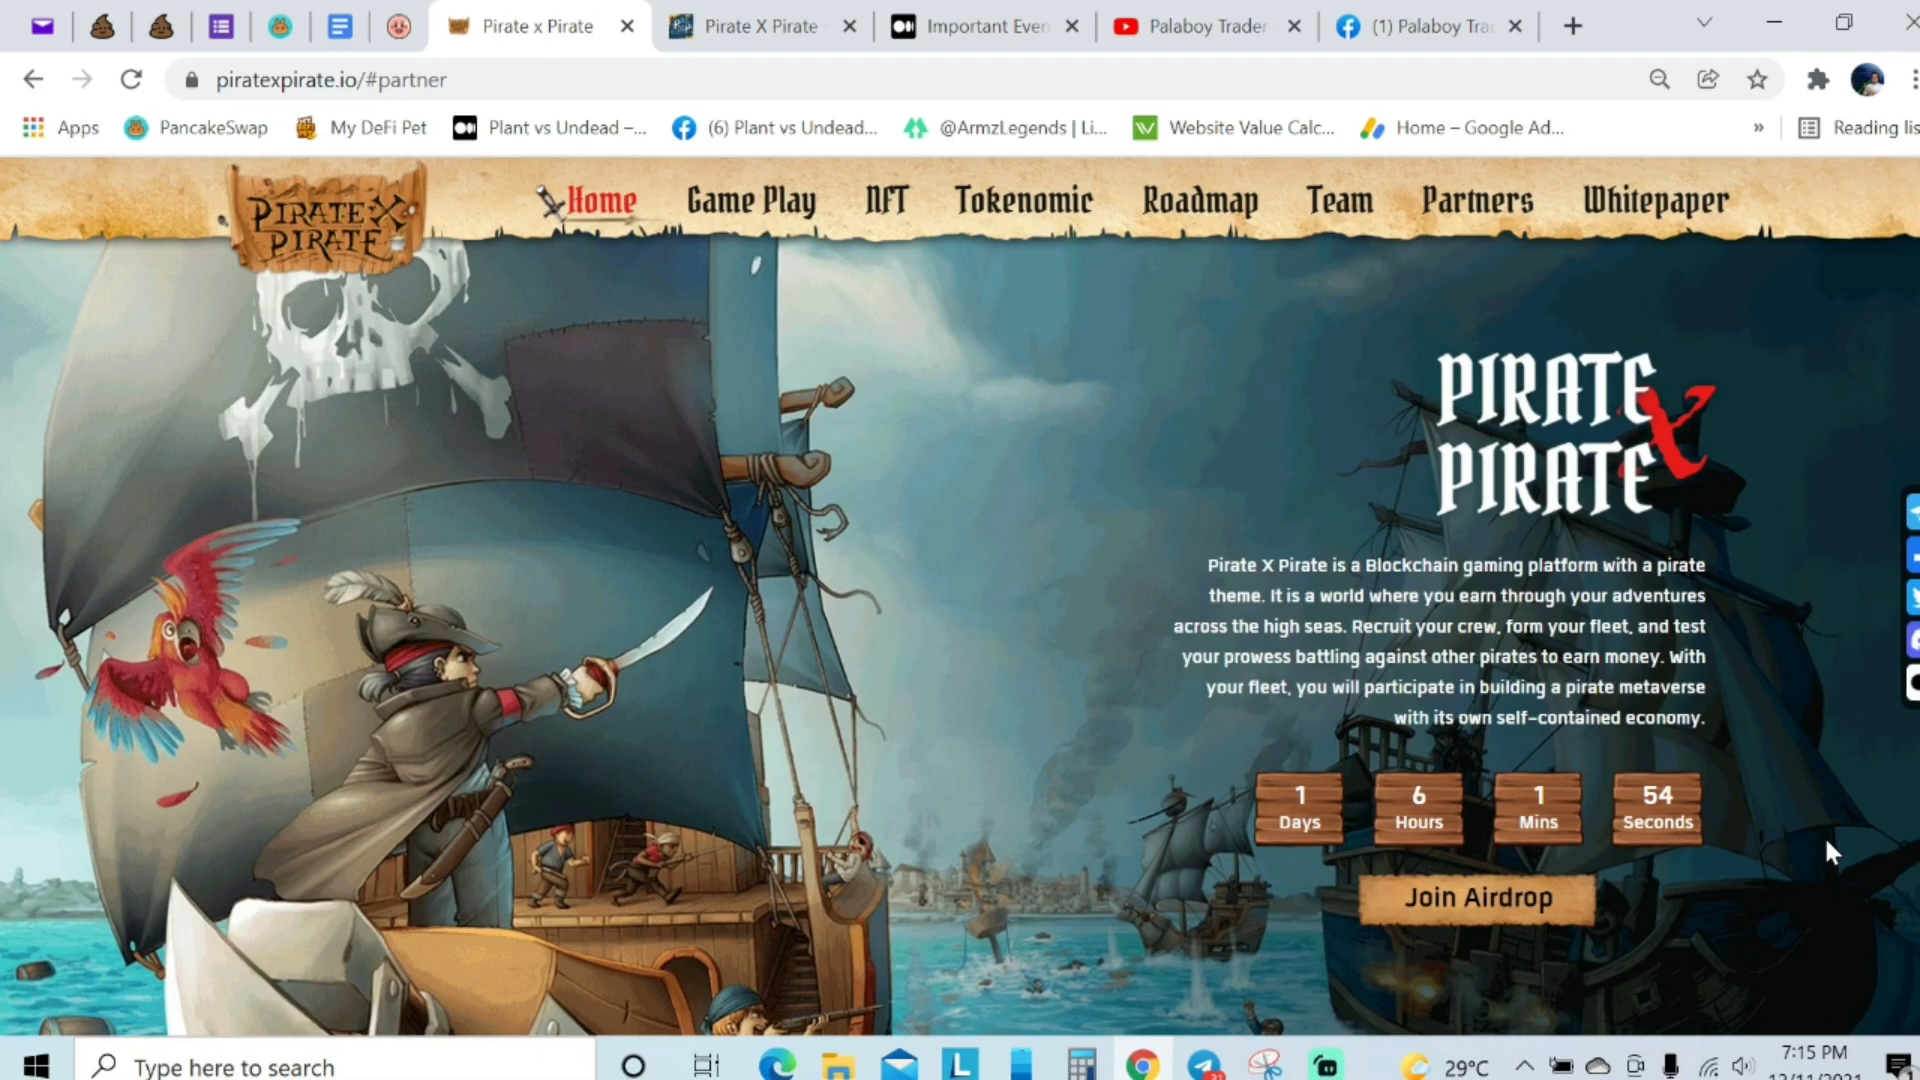 Pirate x Pirate
Pirate X Pirate -
Important Even
Palaboy Trader
(1) Palaboy Tra
piratexpirate.io/#partner
Apps
PancakeSwap
My DeFi Pet
Plant vs Undead –...
(6) Plant vs Undead...
@ArmzLegends | Li...
Website Value Calc...
Home – Google Ad...
»
Reading lis
PIRATE X
PIRATE
Home
Game Play
NFT
Tokenomic
Roadmap
Team
Partners
Whitepaper
PIRATE X
PIRATE
Pirate X Pirate is a Blockchain gaming platform with a pirate
theme. It is a world where you earn through your adventures
across the high seas. Recruit your crew, form your fleet, and test
your prowess battling against other pirates to earn money. With
your fleet, you will participate in building a pirate metaverse
with its own self-contained economy.
1 6 1 54
Days Hours Mins Seconds
Join Airdrop
Type here to search
L
29°C
7:15 PM